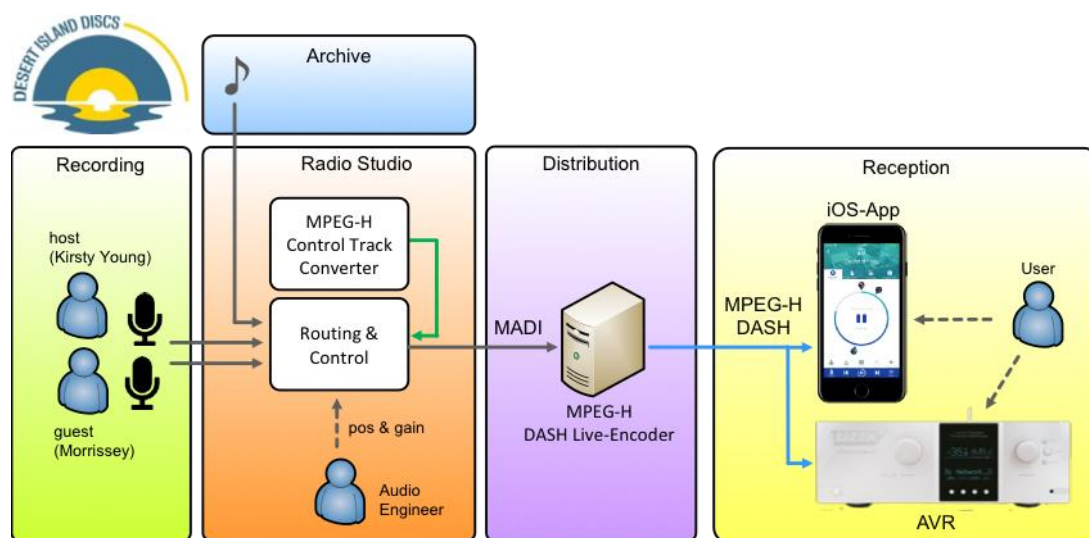 DESERT ISLAND DISCS
Archive
Recording
host
(Kirsty Young)
guest
(Morrissey)
Radio Studio
MPEG-H
Control Track
Converter
Routing &
Control
pos & gain
Audio
Engineer
Distribution
MADI
MPEG-H
DASH Live-Encoder
Reception
iOS-App
MPEG-H
DASH
User
AVR